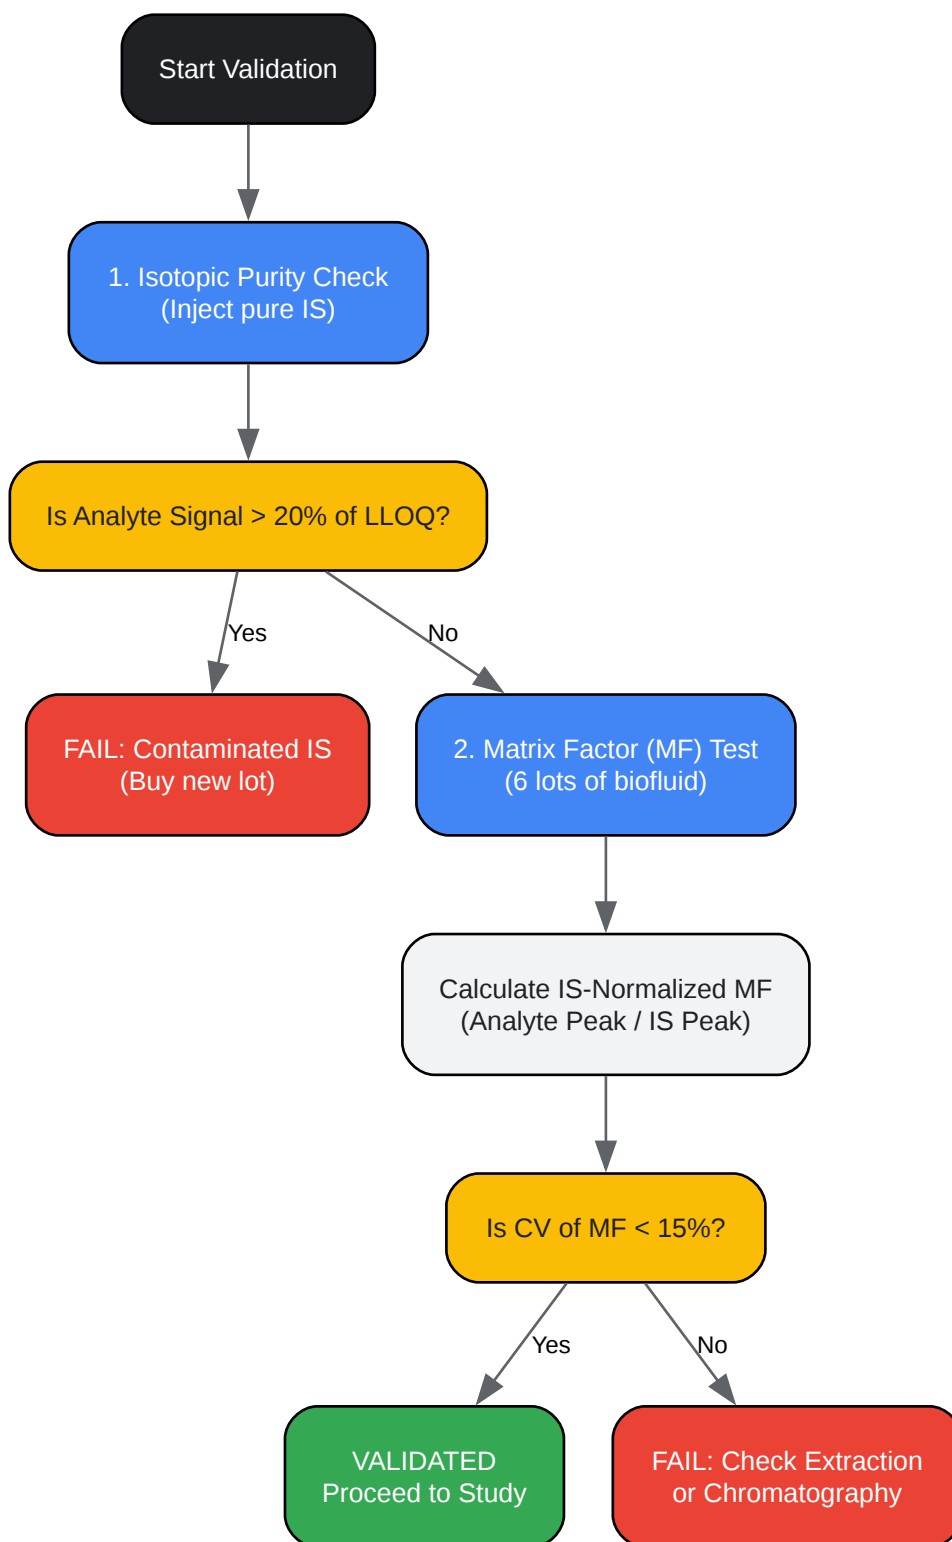 Start Validation
1. Isotopic Purity Check
(Inject pure IS)
Is Analyte Signal > 20% of LLOQ?
Yes
No
FAIL: Contaminated IS
(Buy new lot)
2. Matrix Factor (MF) Test
(6 lots of biofluid)
Calculate IS-Normalized MF
(Analyte Peak / IS Peak)
Is CV of MF < 15%?
Yes
No
VALIDATED
Proceed to Study
FAIL: Check Extraction
or Chromatography